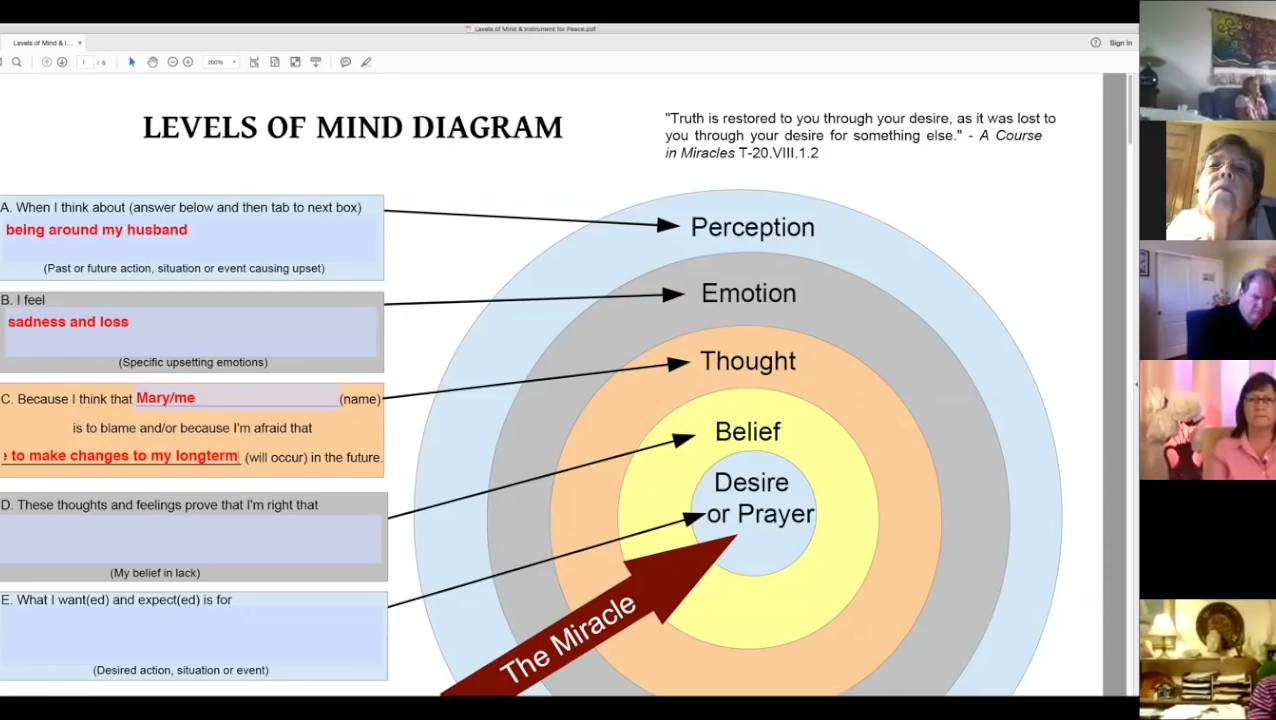 Levels of Mind & Instrument for Peace.pdf
Levels of Mind & I... ×
? Sign In
1 / 6
200%
LEVELS OF MIND DIAGRAM
"Truth is restored to you through your desire, as it was lost to
you through your desire for something else." - A Course
in Miracles T-20.VIII.1.2
A. When I think about (answer below and then tab to next box)
being around my husband
(Past or future action, situation or event causing upset)
B. I feel
sadness and loss
(Specific upsetting emotions)
C. Because I think that Mary/me (name)
is to blame and/or because I'm afraid that
to make changes to my longterm (will occur) in the future.
D. These thoughts and feelings prove that I'm right that
(My belief in lack)
E. What I want(ed) and expect(ed) is for
(Desired action, situation or event)
Perception
Emotion
Thought
Belief
Desire
or Prayer
The Miracle